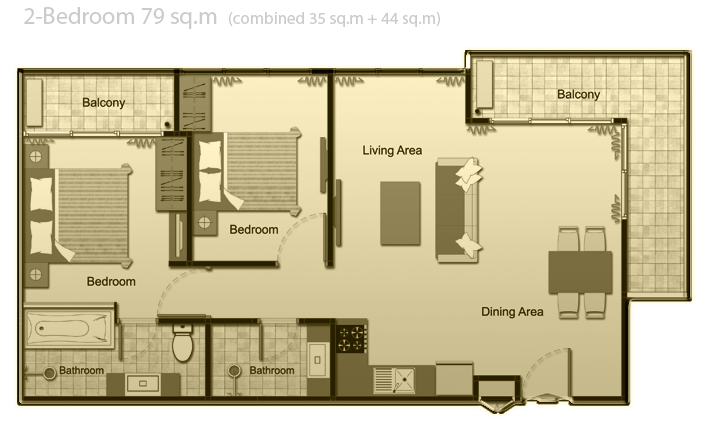 2-Bedroom 79 sq.m (combined 35 sq.m + 44 sq.m)
Balcony
Balcony
Living Area
Bedroom
Bedroom
Dining Area
Bathroom
Bathroom